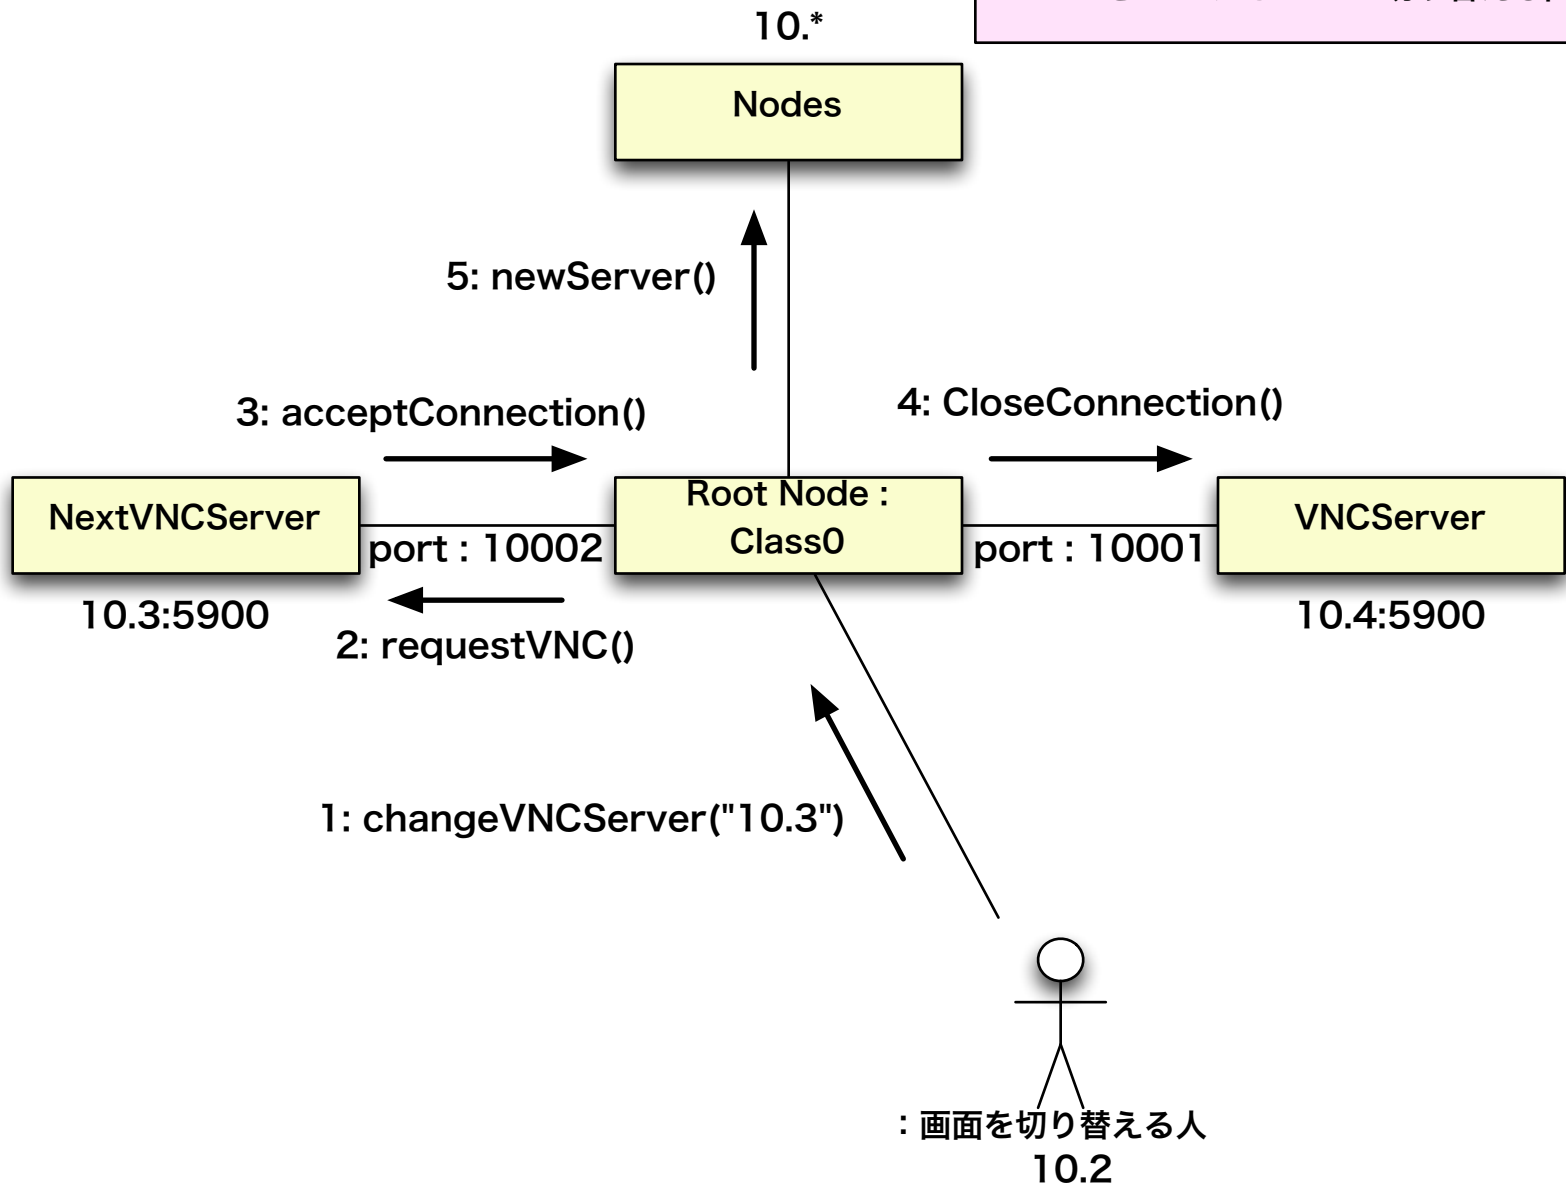 10.*
Nodes
5: newServer()
3: acceptConnection()
4: CloseConnection()
NextVNCServer
Root Node :
Class0
VNCServer
port : 10002
port : 10001
10.3:5900
10.4:5900
2: requestVNC()
1: changeVNCServer("10.3")
: 画面を切り替える人
10.2